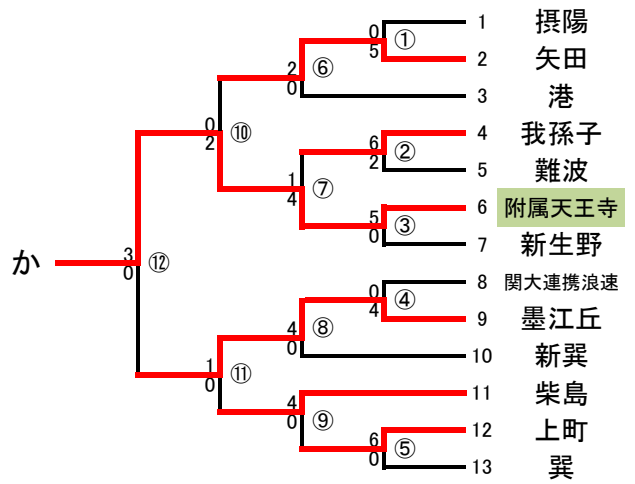 1 摂陽
0 ①
5
2 矢田
2 ⑥
0
3 港
0 ⑩
2
4 我孫子
6 ②
2
5 難波
1 ⑦
4
6 附属天王寺
5 ③
0
7 新生野
か
3 ⑫
0
8 関大連携浪速
0 ④
4
9 墨江丘
4 ⑧
0
10 新巽
1 ⑪
0
11 柴島
4 ⑨
0
12 上町
6 ⑤
0
13 巽